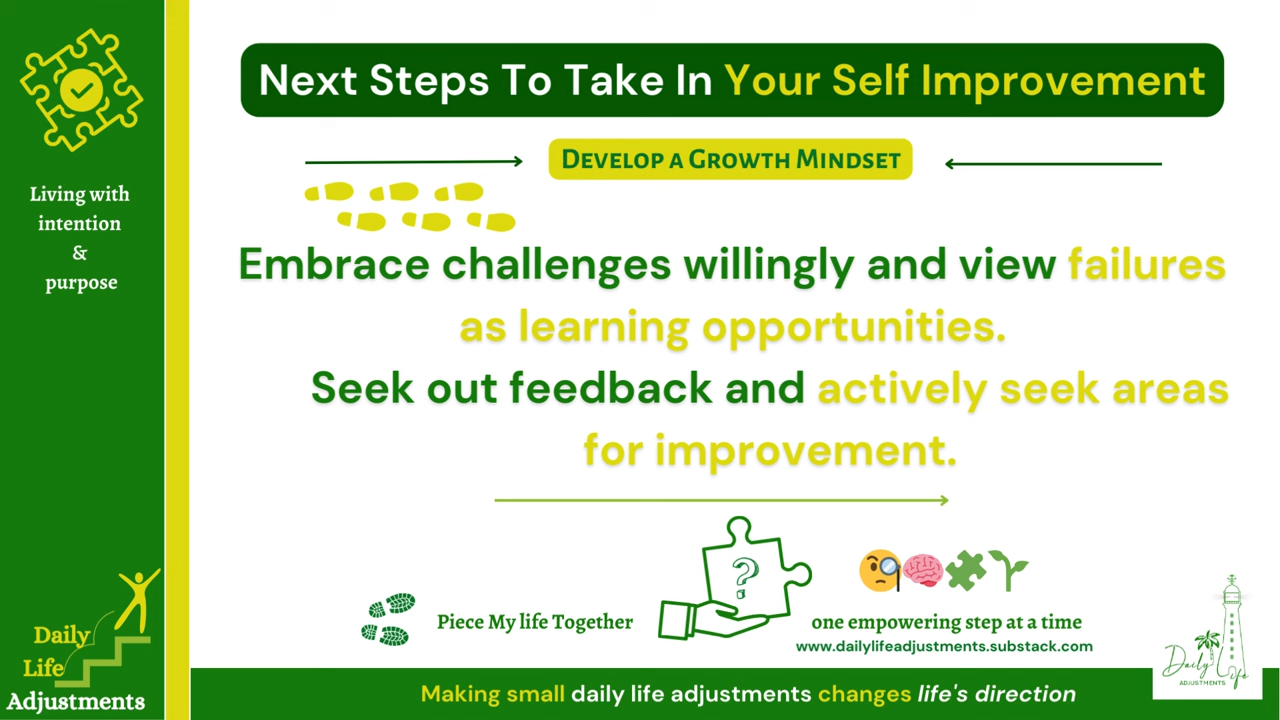 Next Steps To Take In Your Self Improvement
Develop a Growth Mindset
Living with
intention
&
purpose
Embrace challenges willingly and view failures
as learning opportunities.
Seek out feedback and actively seek areas
for improvement.
?
Piece My life Together
one empowering step at a time
www.dailylifeadjustments.substack.com
Daily
Life
Adjustments
Making small daily life adjustments changes life's direction
Daily Life
ADJUSTMENTS